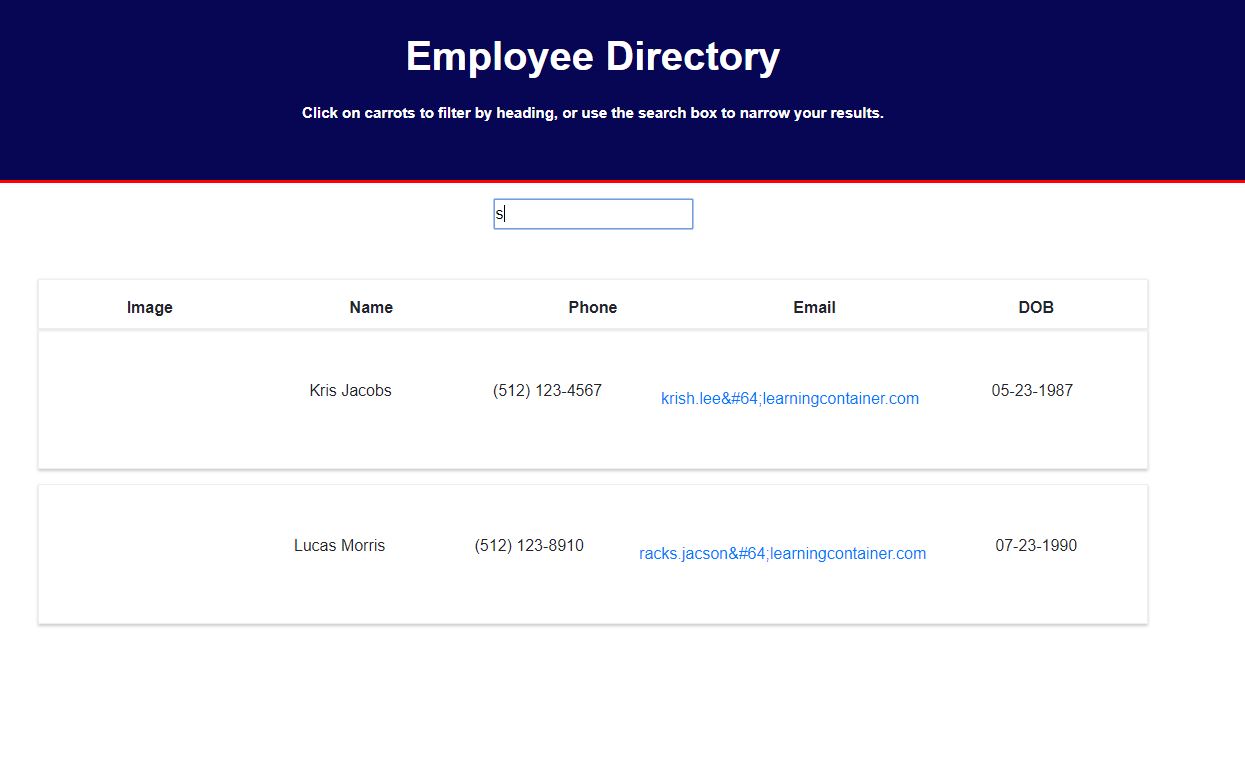 Employee Directory
Click on carrots to filter by heading, or use the search box to narrow your results.
s
Image Name Phone Email DOB
Kris Jacobs (512) 123-4567 krish.lee&#64;learningcontainer.com 05-23-1987
Lucas Morris (512) 123-8910 racks.jacson&#64;learningcontainer.com 07-23-1990